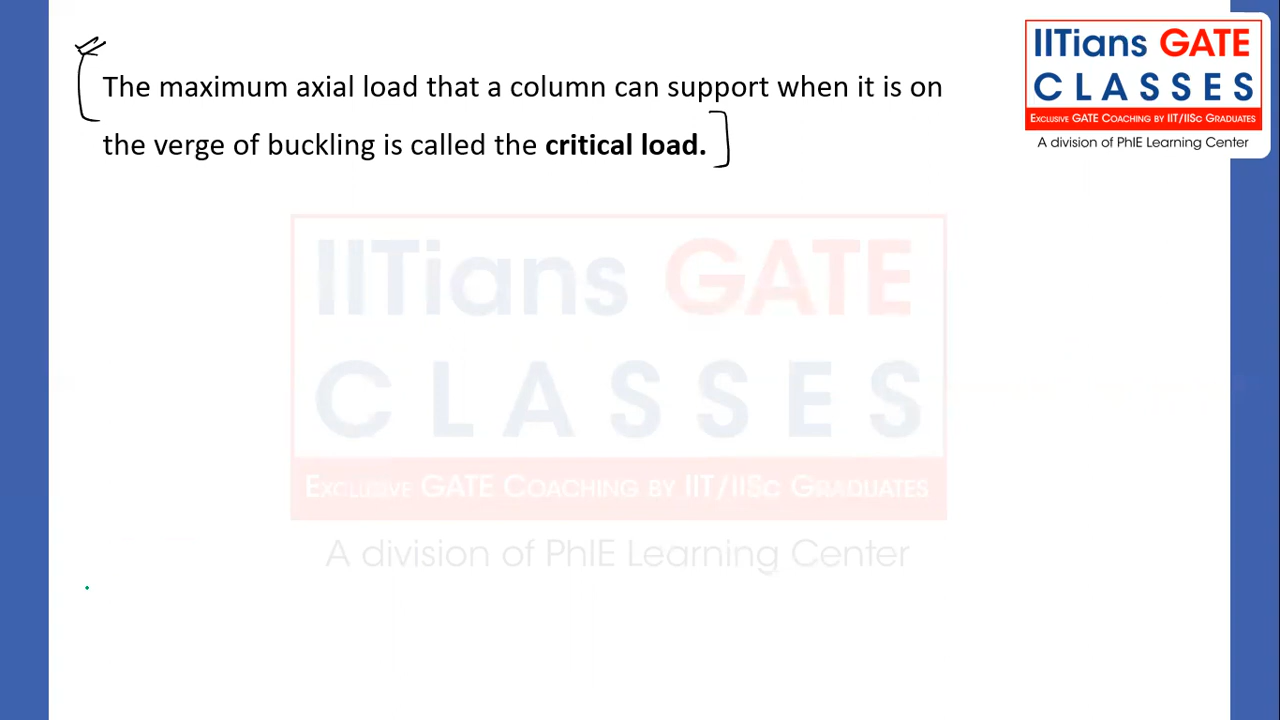 The maximum axial load that a column can support when it is on
the verge of buckling is called the critical load.
IITians GATE
CLASSES
EXCLUSIVE GATE COACHING BY IIT/IISc GRADUATES
A division of PhIE Learning Center
IITians GATE
CLASSES
EXCLUSIVE GATE COACHING BY IIT/IISc GRADUATES
A division of PhIE Learning Center